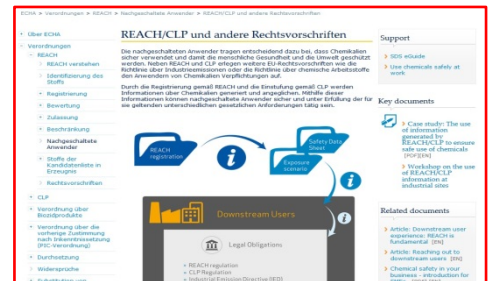 ECHA > Verordnungen > REACH > Nachgeschaltete Anwender > REACH/CLP und andere Rechtsvorschriften
Über ECHA
Verordnungen
REACH
REACH verstehen
Identifizierung des
Stoffs
Registrierung
Bewertung
Zulassung
Beschränkung
Nachgeschaltete
Anwender
Stoffe der
Kandidatenliste in
Erzeugnis
Rechtsvorschriften
CLP
Verordnung über
Biozidprodukte
Verordnung über die
vorherige Zustimmung
nach Inkenntnissetzung
(PIC-Verordnung)
Durchsetzung
Widersprüche
REACH/CLP und andere Rechtsvorschriften
Die nachgeschalteten Anwender tragen entscheidend dazu bei, dass Chemikalien
sicher verwendet und damit die menschliche Gesundheit und die Umwelt geschützt
werden. Neben REACH und CLP erlegen weitere EU-Rechtsvorschriften wie die
Richtlinie über Industrieemissionen oder die Richtlinie über chemische Arbeitsstoffe
den Anwendern von Chemikalien Verpflichtungen auf.
Durch die Registrierung gemäß REACH und die Einstufung gemäß CLP werden
Informationen über Chemikalien generiert und angeglichen. Mithilfe dieser
Informationen können nachgeschaltete Anwender sicher und unter Erfüllung der für
sie geltenden unterschiedlichen gesetzlichen Anforderungen tätig sein.
REACH
registration
i
Safety Data
Sheet
Exposure
scenario
i
Downstream Users
i
Legal Obligations
REACH regulation
CLP Regulation
Industrial Emission Directive (IED)
Support
SDS eGuide
Use chemicals safely at
work
Key documents
Case study: The use
of information
generated by
REACH/CLP to ensure
safe use of chemicals
[PDF][EN]
Workshop on the use
of REACH/CLP
information at
industrial sites
Related documents
Article: Downstream user
experience: REACH is
fundamental [EN]
Article: Reaching out to
downstream users [EN]
Chemical safety in your
business - introduction for